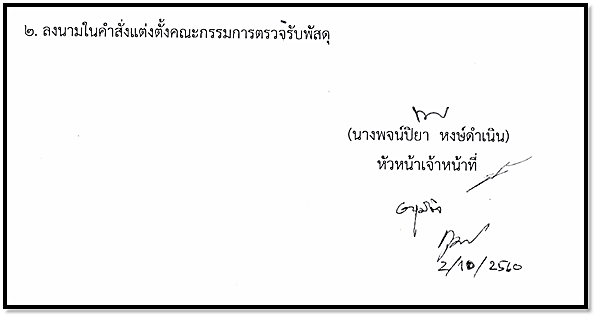 ๒. ลงนามในคำสั่งแต่งตั้งคณะกรรมการตรวจรับพัสดุ
(นางพจน์ปิยา หงษ์ดำเนิน)
หัวหน้าเจ้าหน้าที่
อนุมัติ
2/10/2560